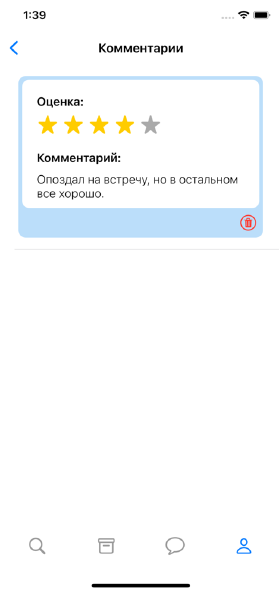 1:39
Комментарии
Оценка:
Комментарий:
Опоздал на встречу, но в остальном
все хорошо.